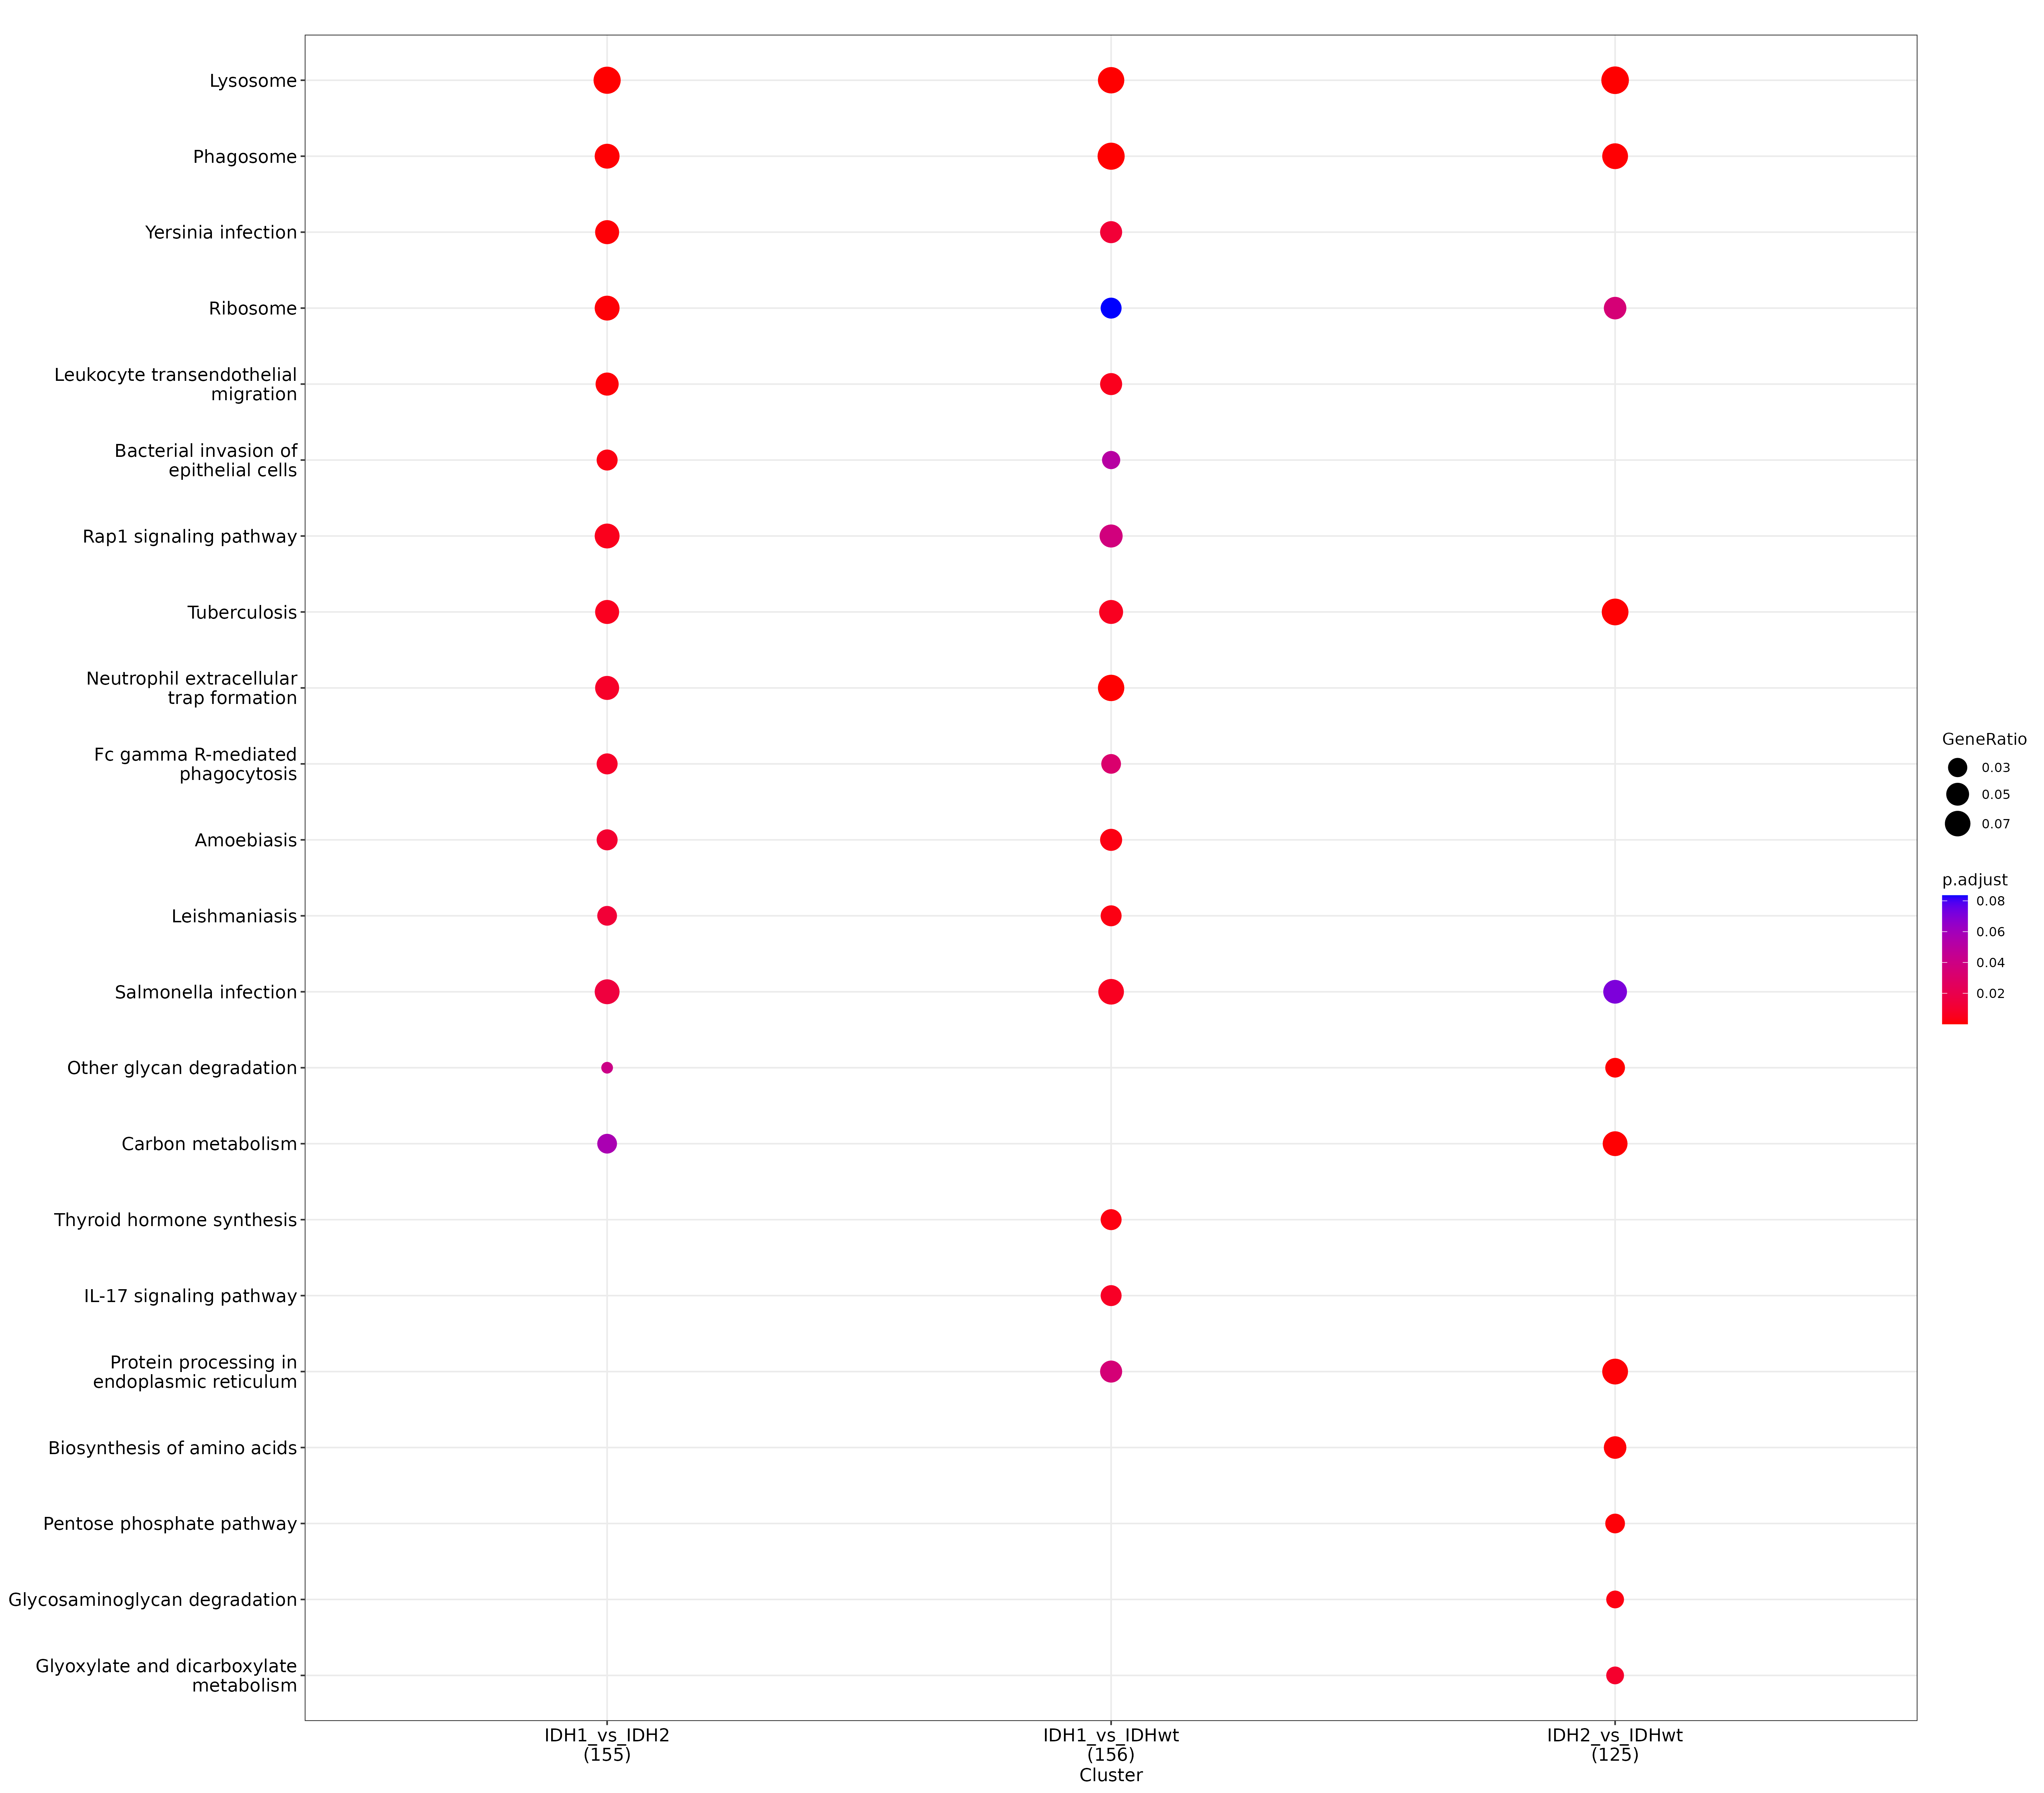 Lysosome
Phagosome
Yersinia infection
Ribosome
Leukocyte transendothelial
migration
Bacterial invasion of
epithelial cells
Rap1 signaling pathway
Tuberculosis
Neutrophil extracellular
trap formation
Fc gamma R-mediated
phagocytosis
Amoebiasis
Leishmaniasis
Salmonella infection
Other glycan degradation
Carbon metabolism
Thyroid hormone synthesis
IL-17 signaling pathway
Protein processing in
endoplasmic reticulum
Biosynthesis of amino acids
Pentose phosphate pathway
Glycosaminoglycan degradation
Glyoxylate and dicarboxylate
metabolism
IDH1_vs_IDH2
(155)
IDH1_vs_IDHwt
(156)
IDH2_vs_IDHwt
(125)
Cluster
GeneRatio
0.03
0.05
0.07
p.adjust
0.08
0.06
0.04
0.02